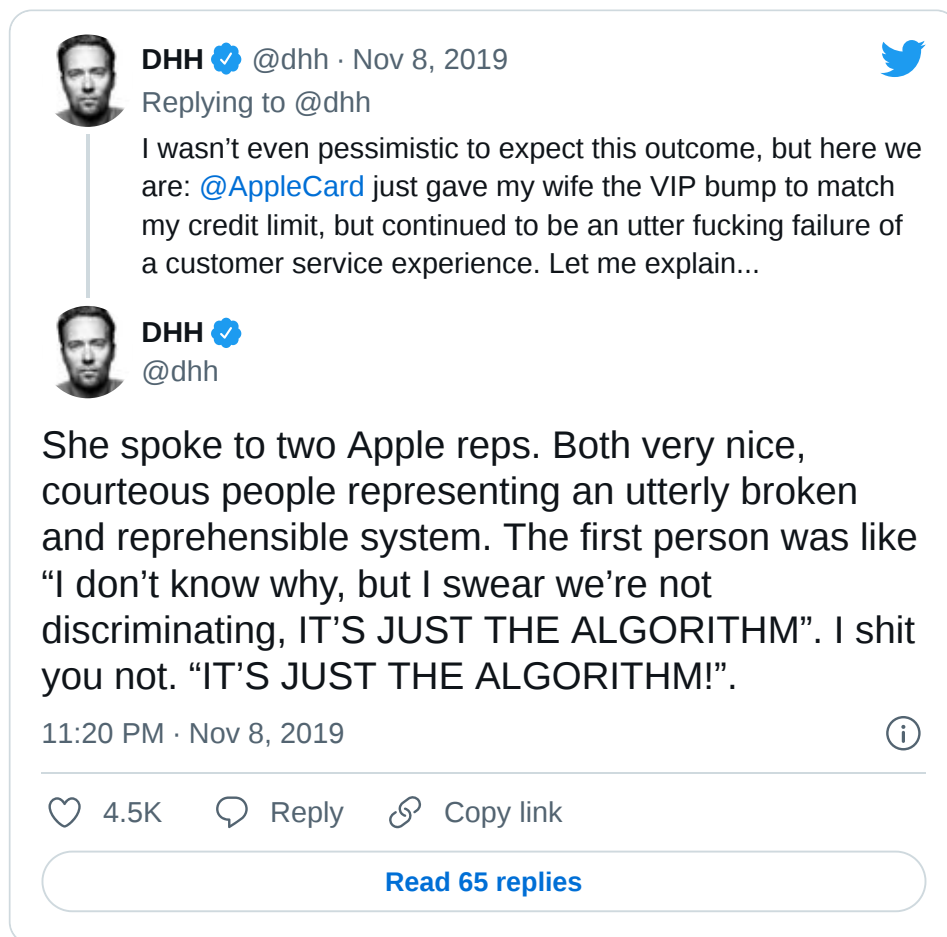 DHH @dhh · Nov 8, 2019
Replying to @dhh
I wasn’t even pessimistic to expect this outcome, but here we
are: @AppleCard just gave my wife the VIP bump to match
my credit limit, but continued to be an utter fucking failure of
a customer service experience. Let me explain...
DHH
@dhh
She spoke to two Apple reps. Both very nice,
courteous people representing an utterly broken
and reprehensible system. The first person was like
“I don’t know why, but I swear we’re not
discriminating, IT’S JUST THE ALGORITHM”. I shit
you not. “IT’S JUST THE ALGORITHM!”.
11:20 PM · Nov 8, 2019
4.5K Reply Copy link
Read 65 replies